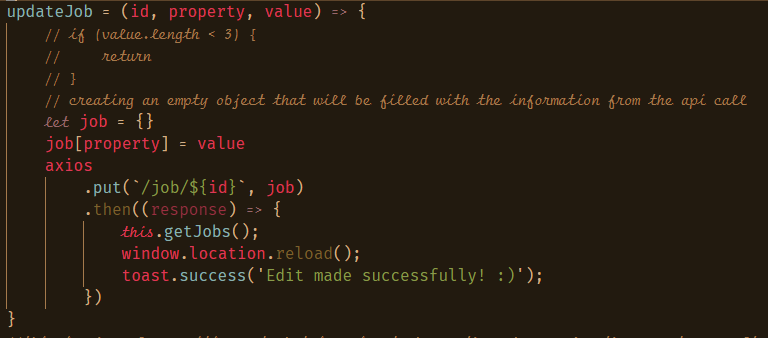 updateJob = (id, property, value) => {
// if (value.length < 3) {
//     return
// }
// creating an empty object that will be filled with the information from the api call
let job = {}
job[property] = value
axios
.put(`/job/${id}`, job)
.then((response) => {
this.getJobs();
window.location.reload();
toast.success('Edit made successfully! :)');
})
}